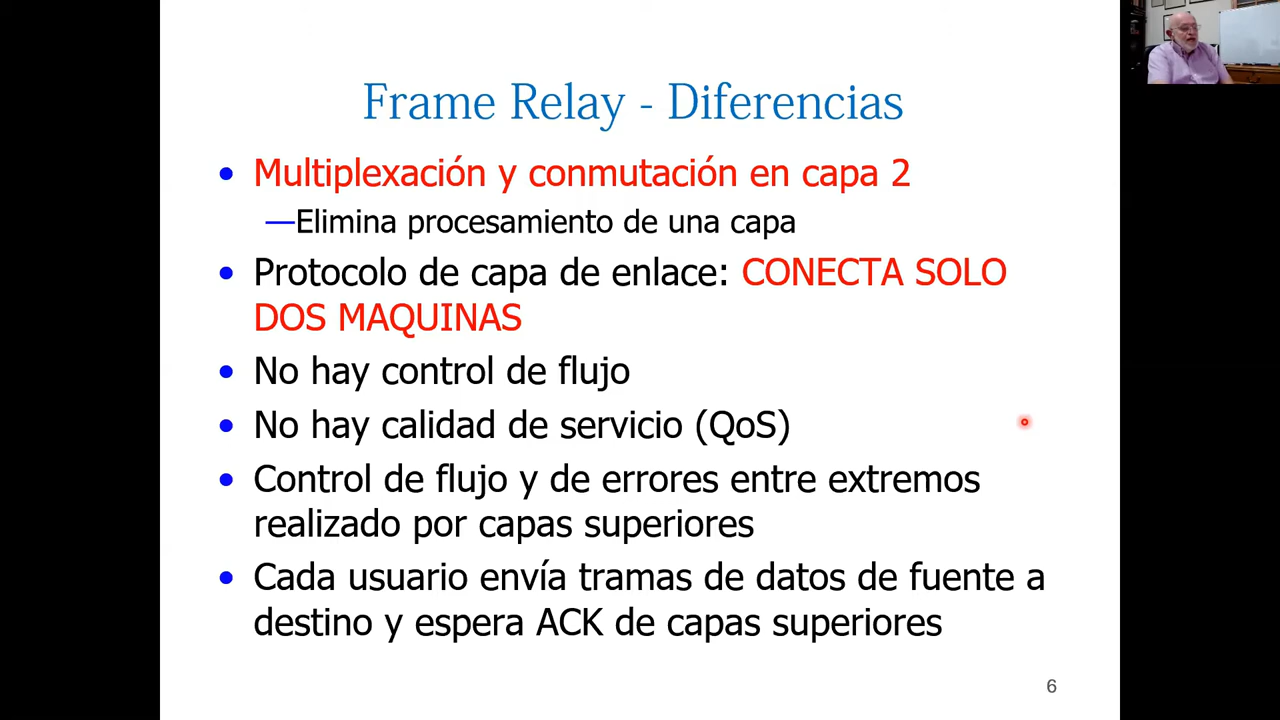 Frame Relay - Diferencias
• Multiplexación y conmutación en capa 2
—Elimina procesamiento de una capa
• Protocolo de capa de enlace: CONECTA SOLO
DOS MAQUINAS
• No hay control de flujo
• No hay calidad de servicio (QoS)
• Control de flujo y de errores entre extremos
realizado por capas superiores
• Cada usuario envía tramas de datos de fuente a
destino y espera ACK de capas superiores
6